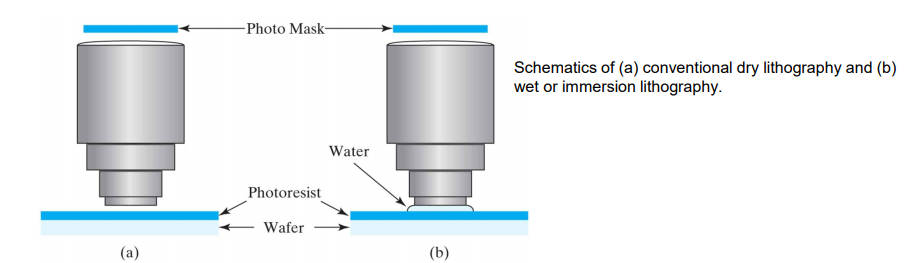 Photo Mask
Schematics of (a) conventional dry lithography and (b)
wet or immersion lithography.
Water
Photoresist
Wafer
(a)
(b)